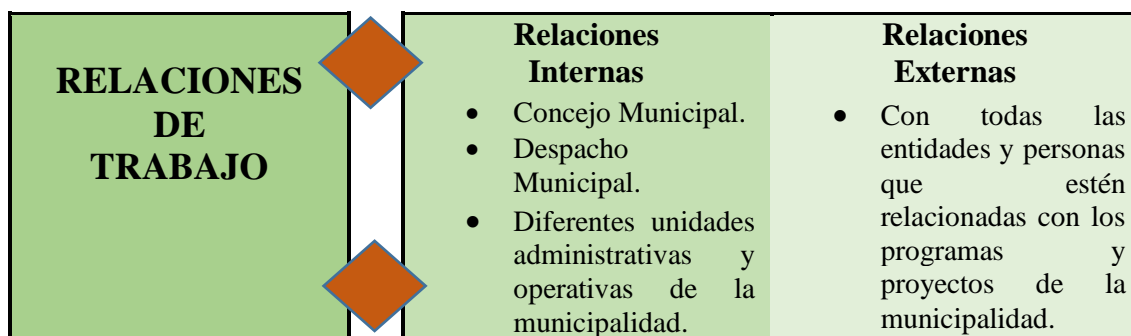 RELACIONES
DE
TRABAJO
Relaciones
Internas
• Concejo Municipal.
• Despacho
Municipal.
• Diferentes unidades
administrativas y
operativas de la
municipalidad.
Relaciones
Externas
• Con todas las
entidades y personas
que estén
relacionadas con los
programas y
proyectos de la
municipalidad.